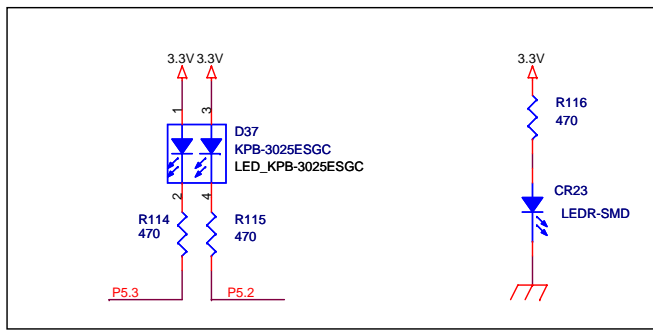 3.3V 3.3V
1 3
D37
KPB-3025ESGC
LED_KPB-3025ESGC
2 4
R114
470
R115
470
P5.3
P5.2
3.3V
R116
470
CR23
LEDR-SMD